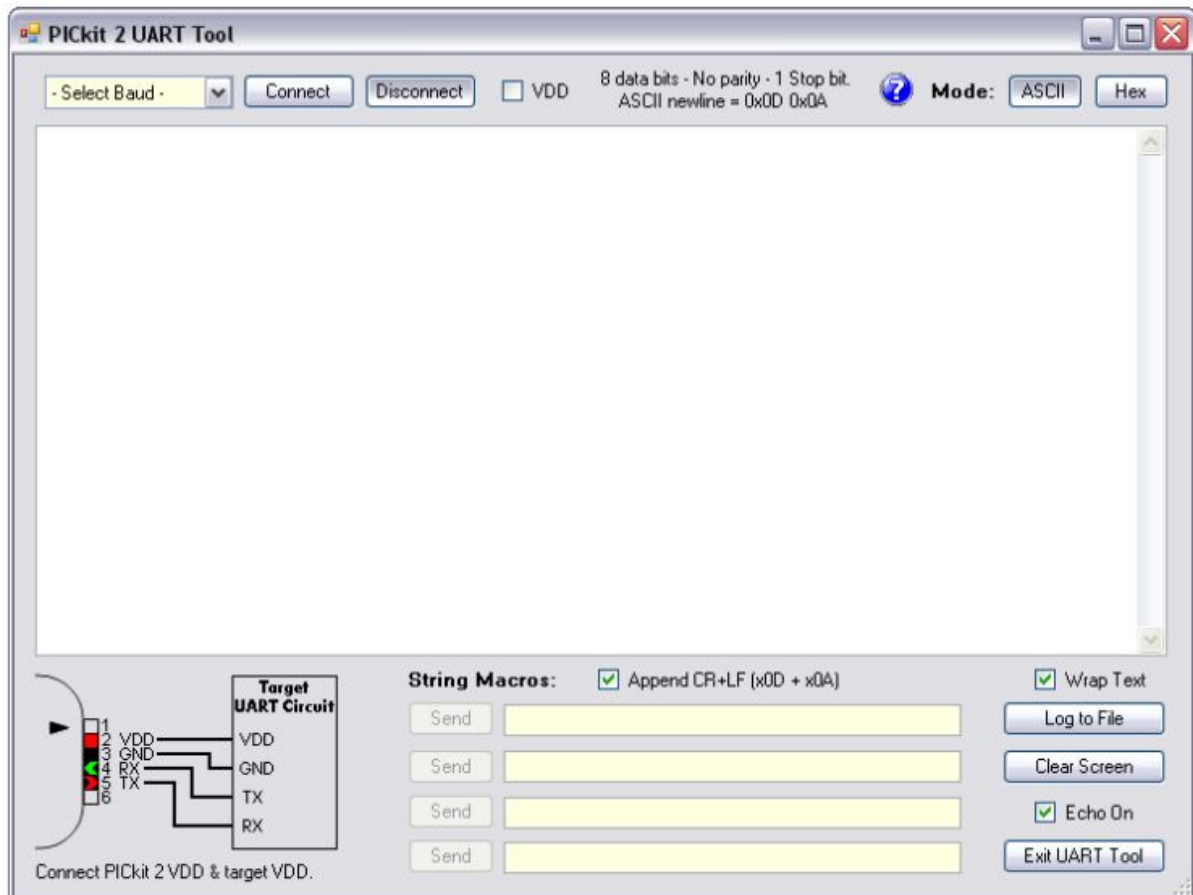 PICkit 2 UART Tool
- Select Baud -
Connect
Disconnect
VDD
8 data bits - No parity - 1 Stop bit.
ASCII newline = 0x0D 0x0A
?
Mode:
ASCII
Hex
Target
UART Circuit
1
2 VDD
3 GND
4 RX
5 TX
6
VDD
GND
TX
RX
Connect PICkit 2 VDD & target VDD.
String Macros:
Append CR+LF (x0D + x0A)
Send
Send
Send
Send
Wrap Text
Log to File
Clear Screen
Echo On
Exit UART Tool